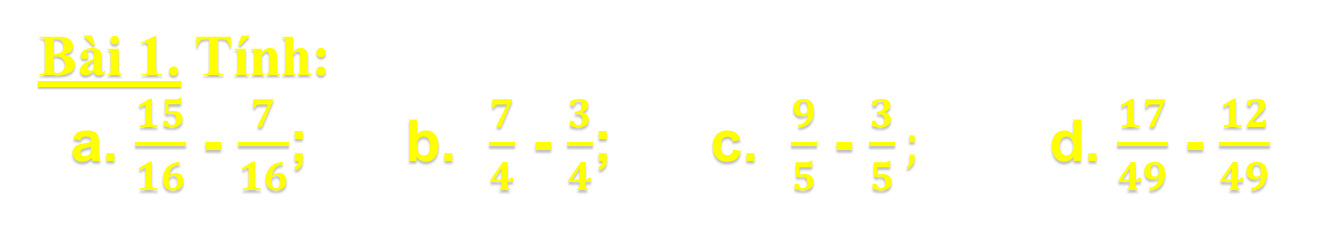 Bài 1. Tính:
a. 15/16 - 7/16; b. 7/4 - 3/4; c. 9/5 - 3/5 ; d. 17/49 - 12/49